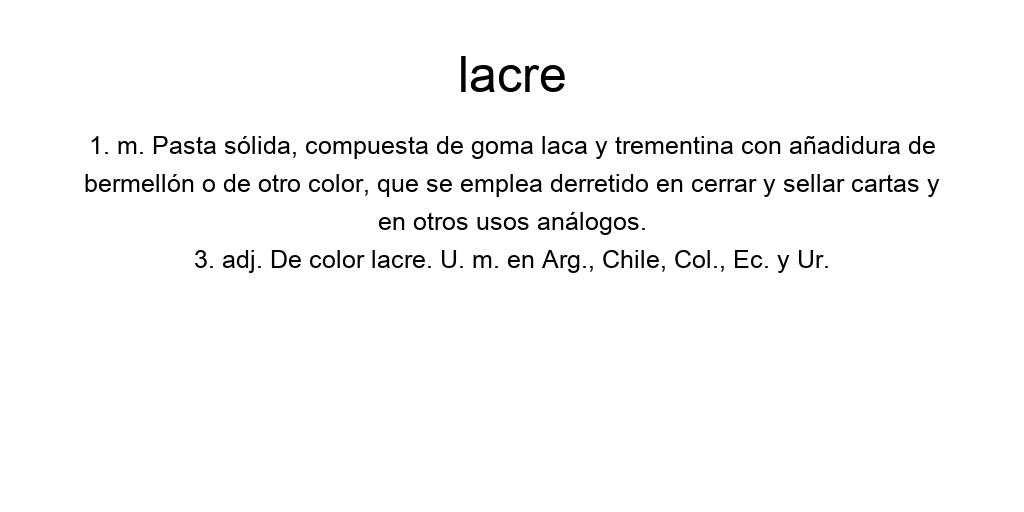 lacre
1. m. Pasta sólida, compuesta de goma laca y trementina con añadidura de
bermellón o de otro color, que se emplea derretido en cerrar y sellar cartas y
en otros usos análogos.
3. adj. De color lacre. U. m. en Arg., Chile, Col., Ec. y Ur.